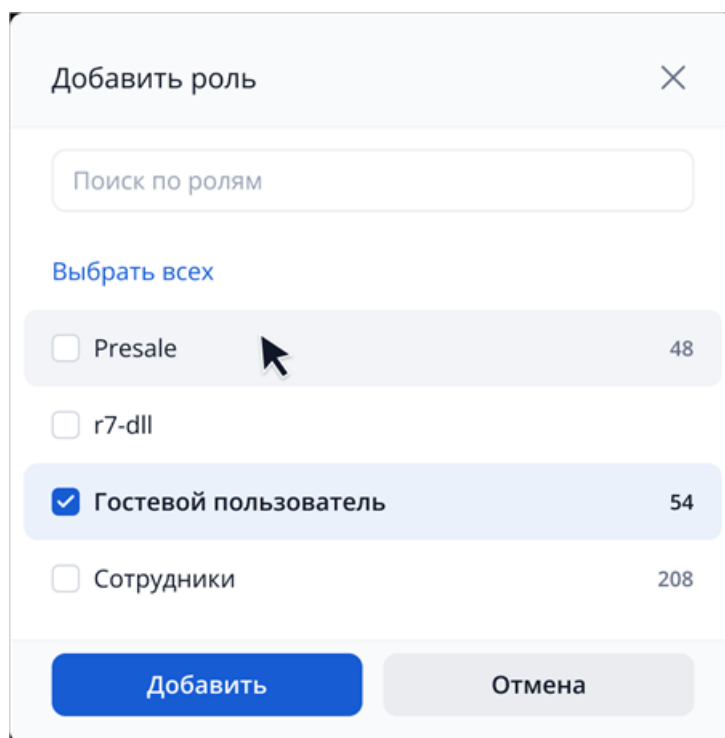 Добавить роль
Поиск по ролям
Выбрать всех
Presale 48
r7-dll
Гостевой пользователь 54
Сотрудники 208
Добавить Отмена